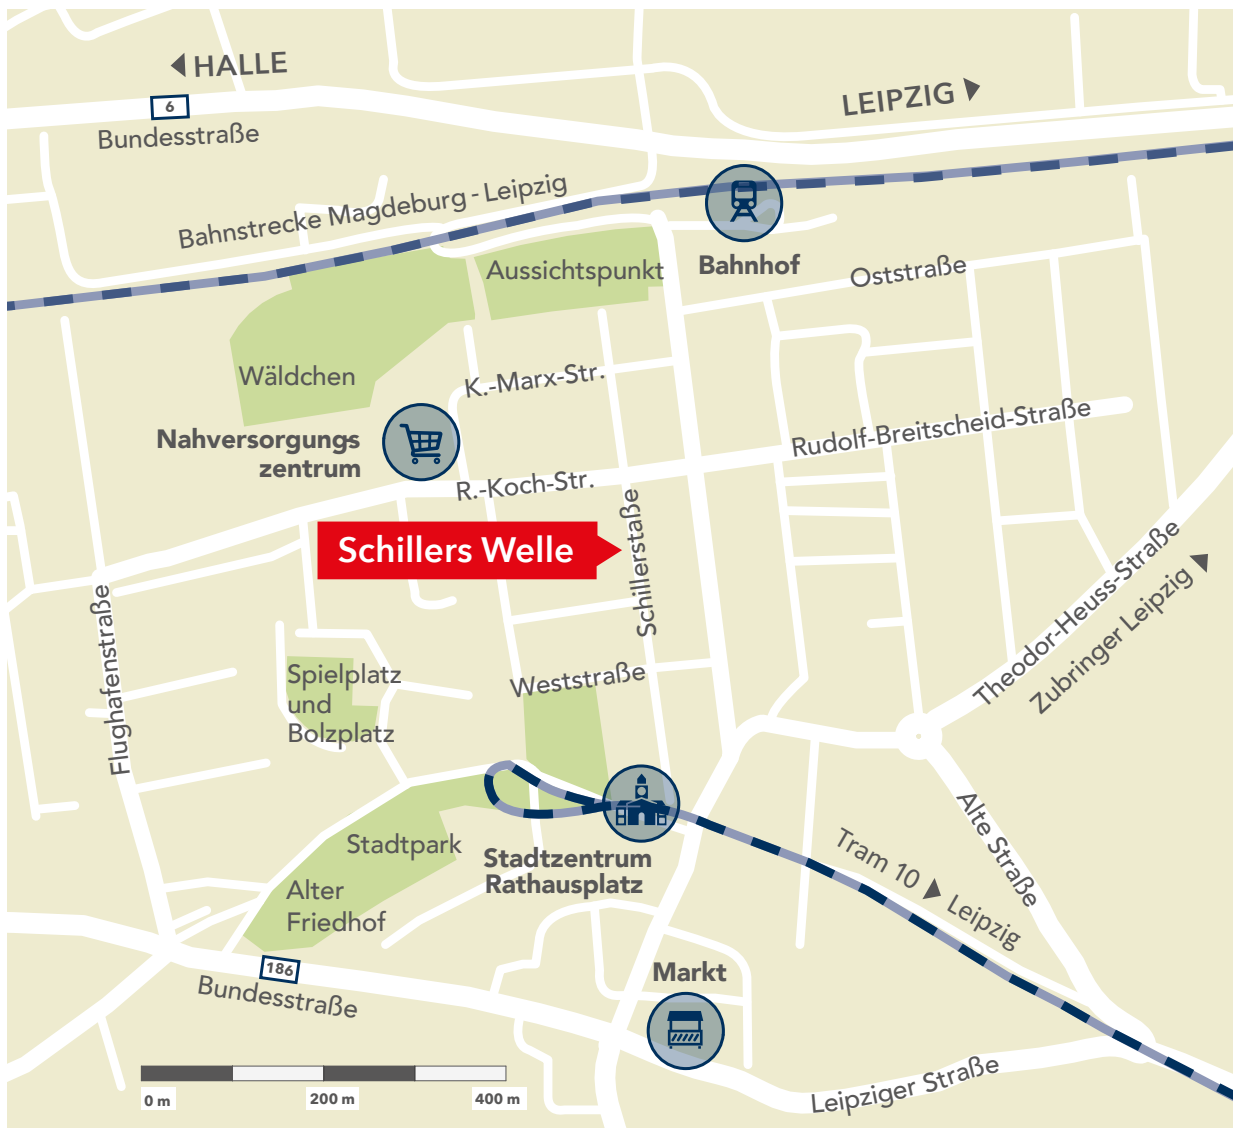 HALLE
6
Bundesstraße
LEIPZIG
Bahnstrecke Magdeburg - Leipzig
Aussichtspunkt
Bahnhof
Oststraße
Wäldchen
K.-Marx-Str.
Nahversorgungs-
zentrum
Rudolf-Breitscheid-Straße
R.-Koch-Str.
Schillers Welle
Schillerstaße
Flughafenstraße
Theodor-Heuss-Straße
Zubringer Leipzig
Spielplatz
und
Bolzplatz
Weststraße
Alte Straße
Tram 10
Leipzig
Stadtpark
Stadtzentrum
Rathausplatz
Alter
Friedhof
186
Bundesstraße
Markt
Leipziger Straße
0 m
200 m
400 m